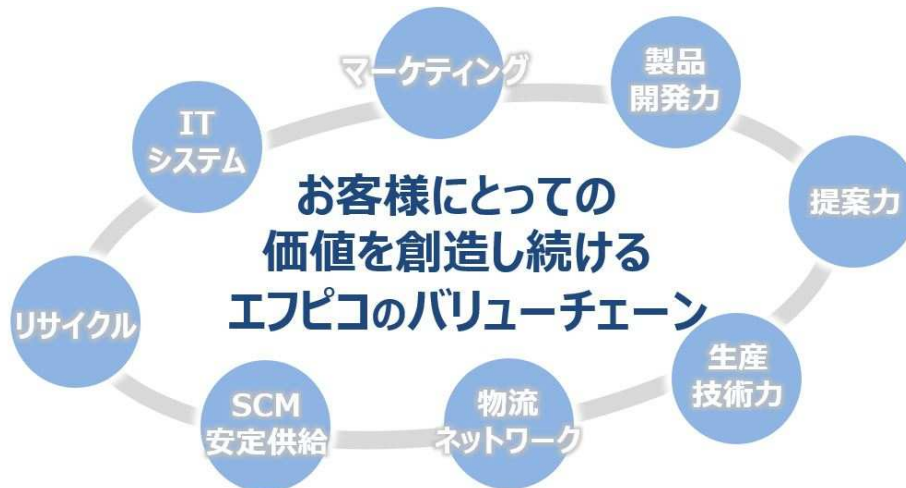 マーケティング
製品
開発力
提案力
生産
技術力
物流
ネットワーク
SCM
安定供給
リサイクル
IT
システム
お客様にとっての
価値を創造し続ける
エフピコのバリューチェーン